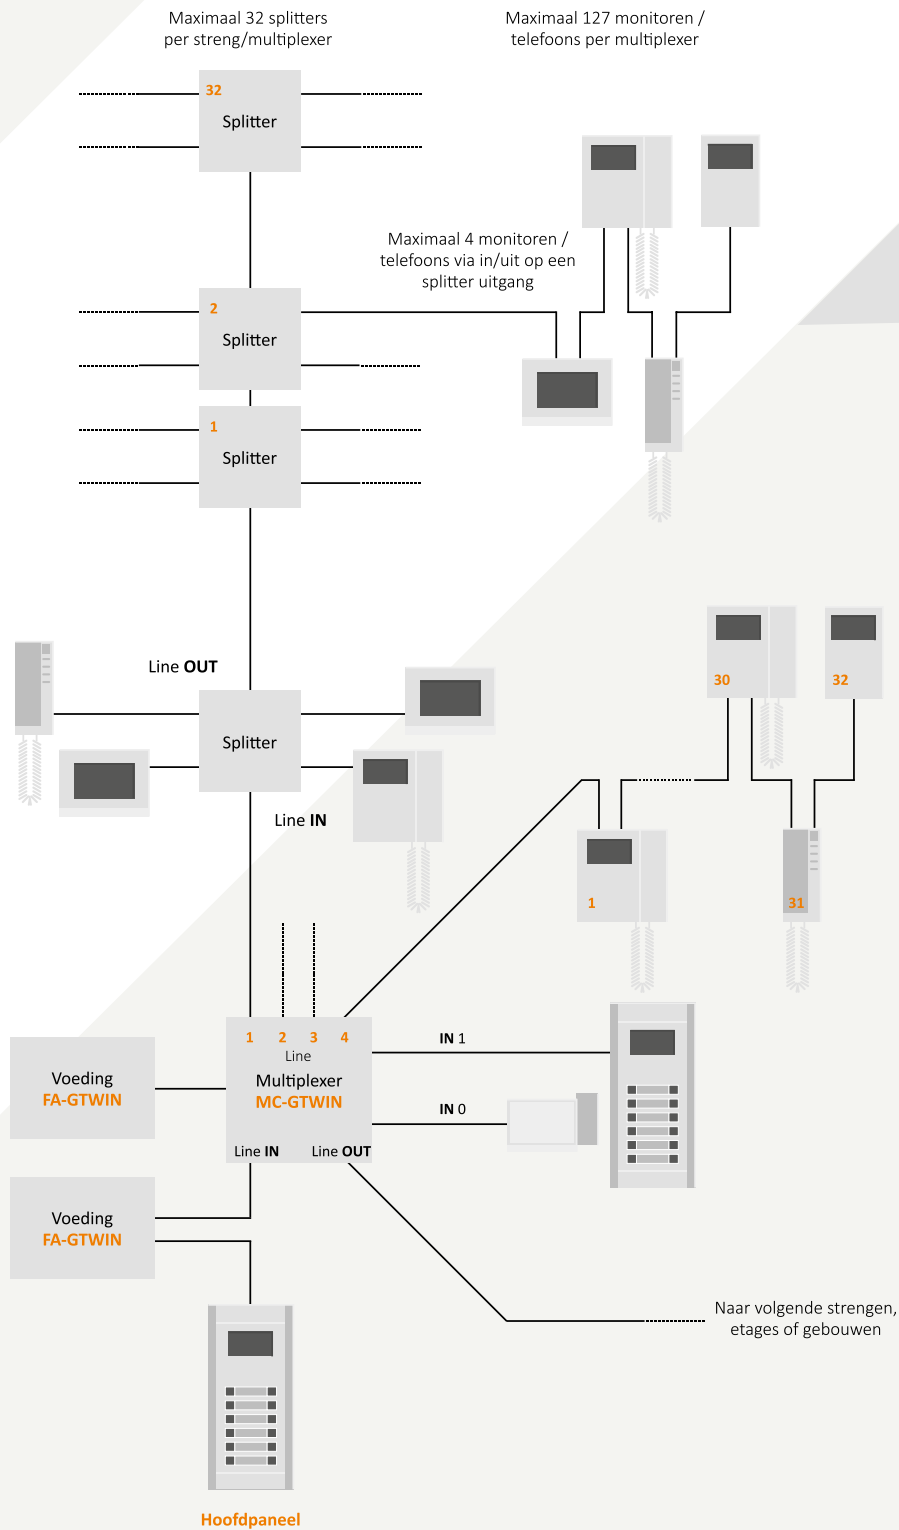 Maximaal 32 splitters
per streng/multiplexer
Maximaal 127 monitoren /
telefoons per multiplexer
32
Splitter
Maximaal 4 monitoren /
telefoons via in/uit op een
splitter uitgang
2
Splitter
1
Splitter
Line OUT
Splitter
Line IN
30
32
1
31
1 2 3 4
Line
Multiplexer
MC-GTWIN
Line IN Line OUT
IN 1
IN 0
Voeding
FA-GTWIN
Voeding
FA-GTWIN
Naar volgende strengen,
etages of gebouwen
Hoofdpaneel